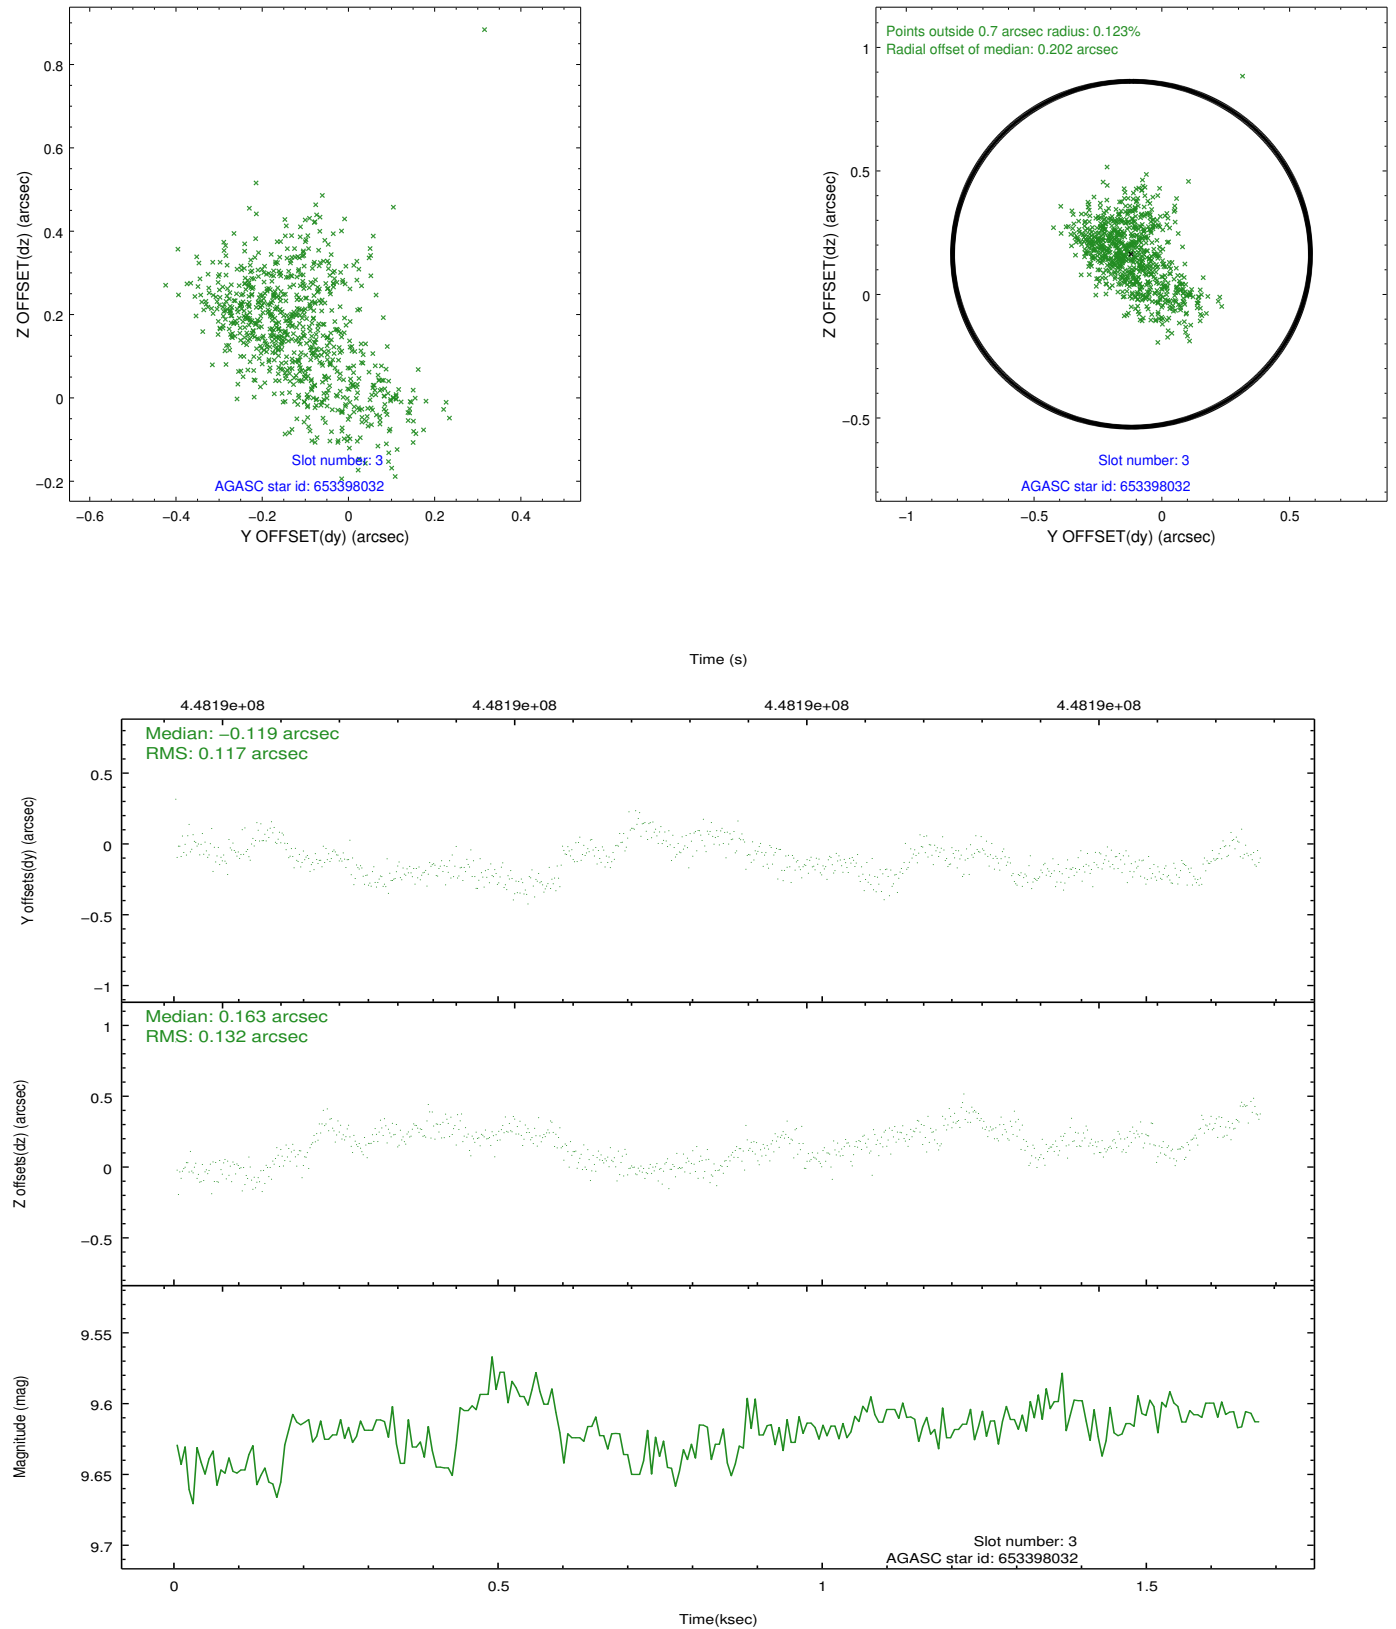 0.8
0.6
0.4
0.2
0
−0.2
−0.6
−0.4
−0.2
0
0.2
0.4
Z OFFSET(dz) (arcsec)
Y OFFSET(dy) (arcsec)
Slot number: 3
AGASC star id: 653398032
Points outside 0.7 arcsec radius: 0.123%
Radial offset of median: 0.202 arcsec
1
0.5
0
−0.5
−1
−0.5
0
0.5
Z OFFSET(dz) (arcsec)
Y OFFSET(dy) (arcsec)
Slot number: 3
AGASC star id: 653398032
Time (s)
4.4819e+08 4.4819e+08 4.4819e+08 4.4819e+08
Median: −0.119 arcsec
RMS: 0.117 arcsec
0.5
0
−0.5
−1
Y offsets(dy) (arcsec)
Median: 0.163 arcsec
RMS: 0.132 arcsec
1
0.5
0
−0.5
Z offsets(dz) (arcsec)
9.55
9.6
9.65
9.7
Magnitude (mag)
Slot number: 3
AGASC star id: 653398032
0 0.5 1 1.5
Time(ksec)